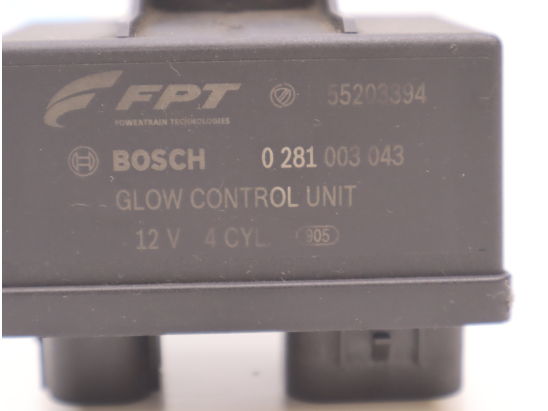 FPT 55203394
POWERTRAIN TECHNOLOGIES
BOSCH 0 281 003 043
GLOW CONTROL UNIT
12 V 4 CYL. 905